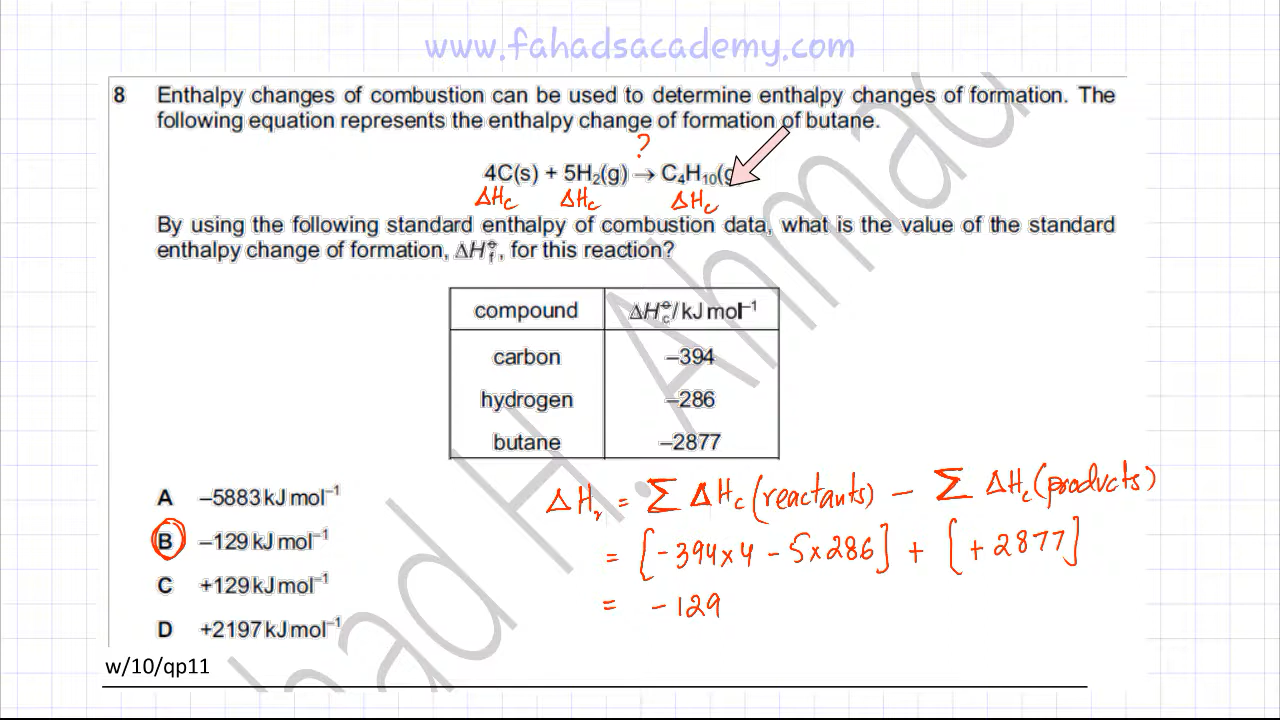 www.fahadsacademy.com
8 Enthalpy changes of combustion can be used to determine enthalpy changes of formation. The
following equation represents the enthalpy change of formation of butane.
?
4C(s) + 5H₂(g) → C₄H₁₀(g
ΔHc ΔHc ΔHc
By using the following standard enthalpy of combustion data, what is the value of the standard
enthalpy change of formation, ΔH⦵f, for this reaction?
compound ΔH⦵c/kJ mol⁻¹
carbon –394
hydrogen –286
butane –2877
A –5883 kJ mol⁻¹
B –129 kJ mol⁻¹
C +129 kJ mol⁻¹
D +2197 kJ mol⁻¹
ΔHr = Σ ΔHc (reactants) – Σ ΔHc (products)
= [-394×4 - 5×286] + [+2877]
= -129
w/10/qp11
Fahad H. Ahmad